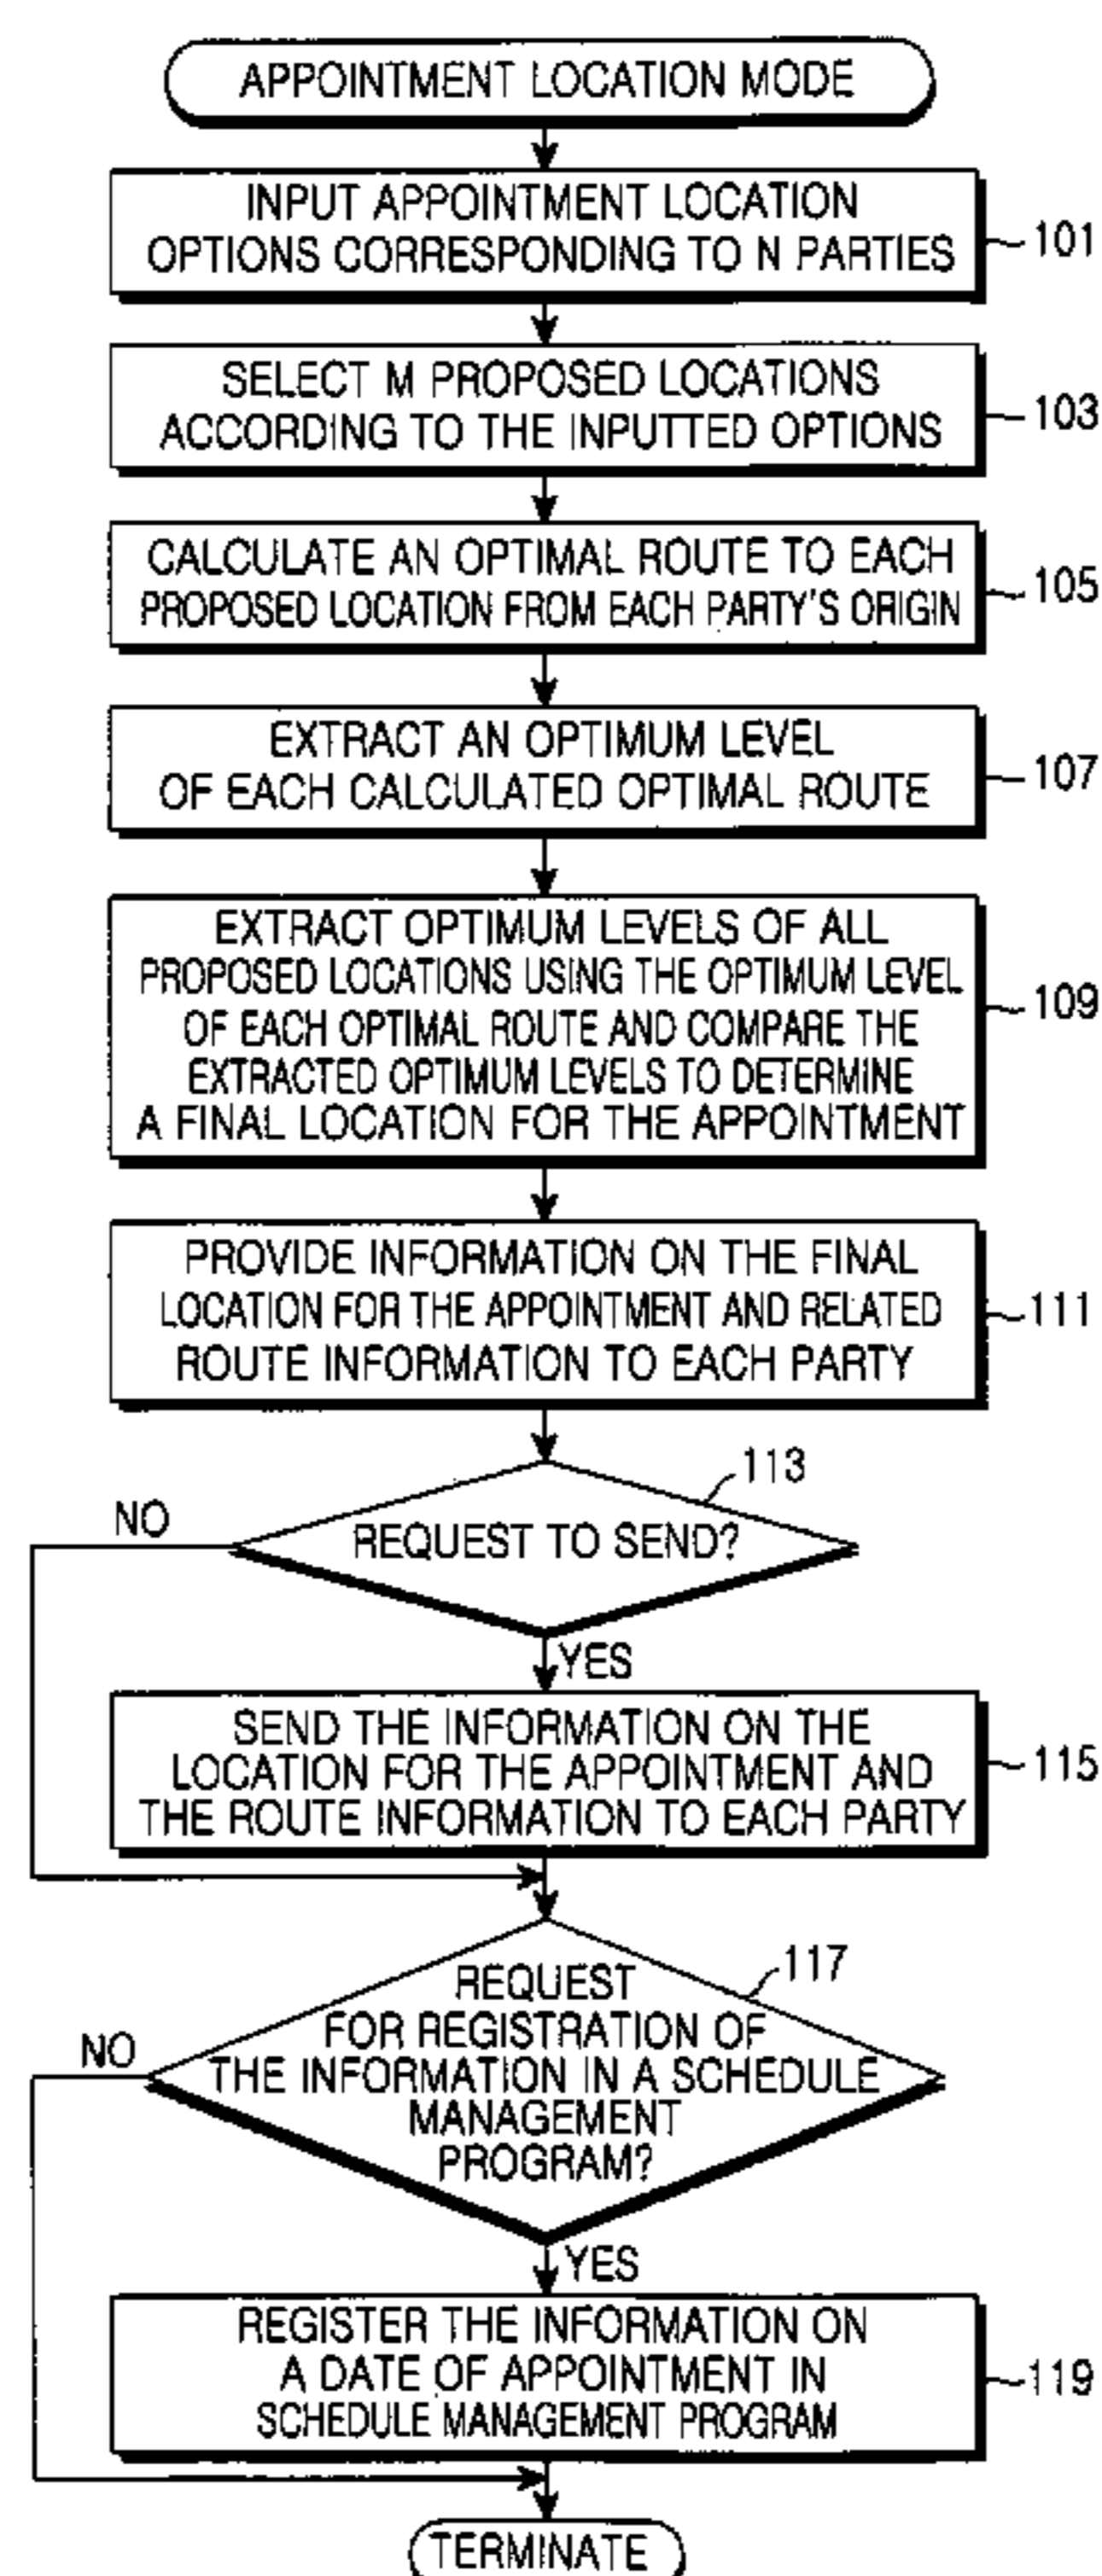 APPOINTMENT LOCATION MODE
INPUT APPOINTMENT LOCATION
OPTIONS CORRESPONDING TO N PARTIES
101
SELECT M PROPOSED LOCATIONS
ACCORDING TO THE INPUTTED OPTIONS
103
CALCULATE AN OPTIMAL ROUTE TO EACH
PROPOSED LOCATION FROM EACH PARTY'S ORIGIN
105
EXTRACT AN OPTIMUM LEVEL
OF EACH CALCULATED OPTIMAL ROUTE
107
EXTRACT OPTIMUM LEVELS OF ALL
PROPOSED LOCATIONS USING THE OPTIMUM LEVEL
OF EACH OPTIMAL ROUTE AND COMPARE THE
EXTRACTED OPTIMUM LEVELS TO DETERMINE
A FINAL LOCATION FOR THE APPOINTMENT
109
PROVIDE INFORMATION ON THE FINAL
LOCATION FOR THE APPOINTMENT AND RELATED
ROUTE INFORMATION TO EACH PARTY
111
113
NO
REQUEST TO SEND?
YES
SEND THE INFORMATION ON THE
LOCATION FOR THE APPOINTMENT AND
THE ROUTE INFORMATION TO EACH PARTY
115
117
NO
REQUEST
FOR REGISTRATION OF
THE INFORMATION IN A SCHEDULE
MANAGEMENT
PROGRAM?
YES
REGISTER THE INFORMATION ON
A DATE OF APPOINTMENT IN
SCHEDULE MANAGEMENT PROGRAM
119
TERMINATE